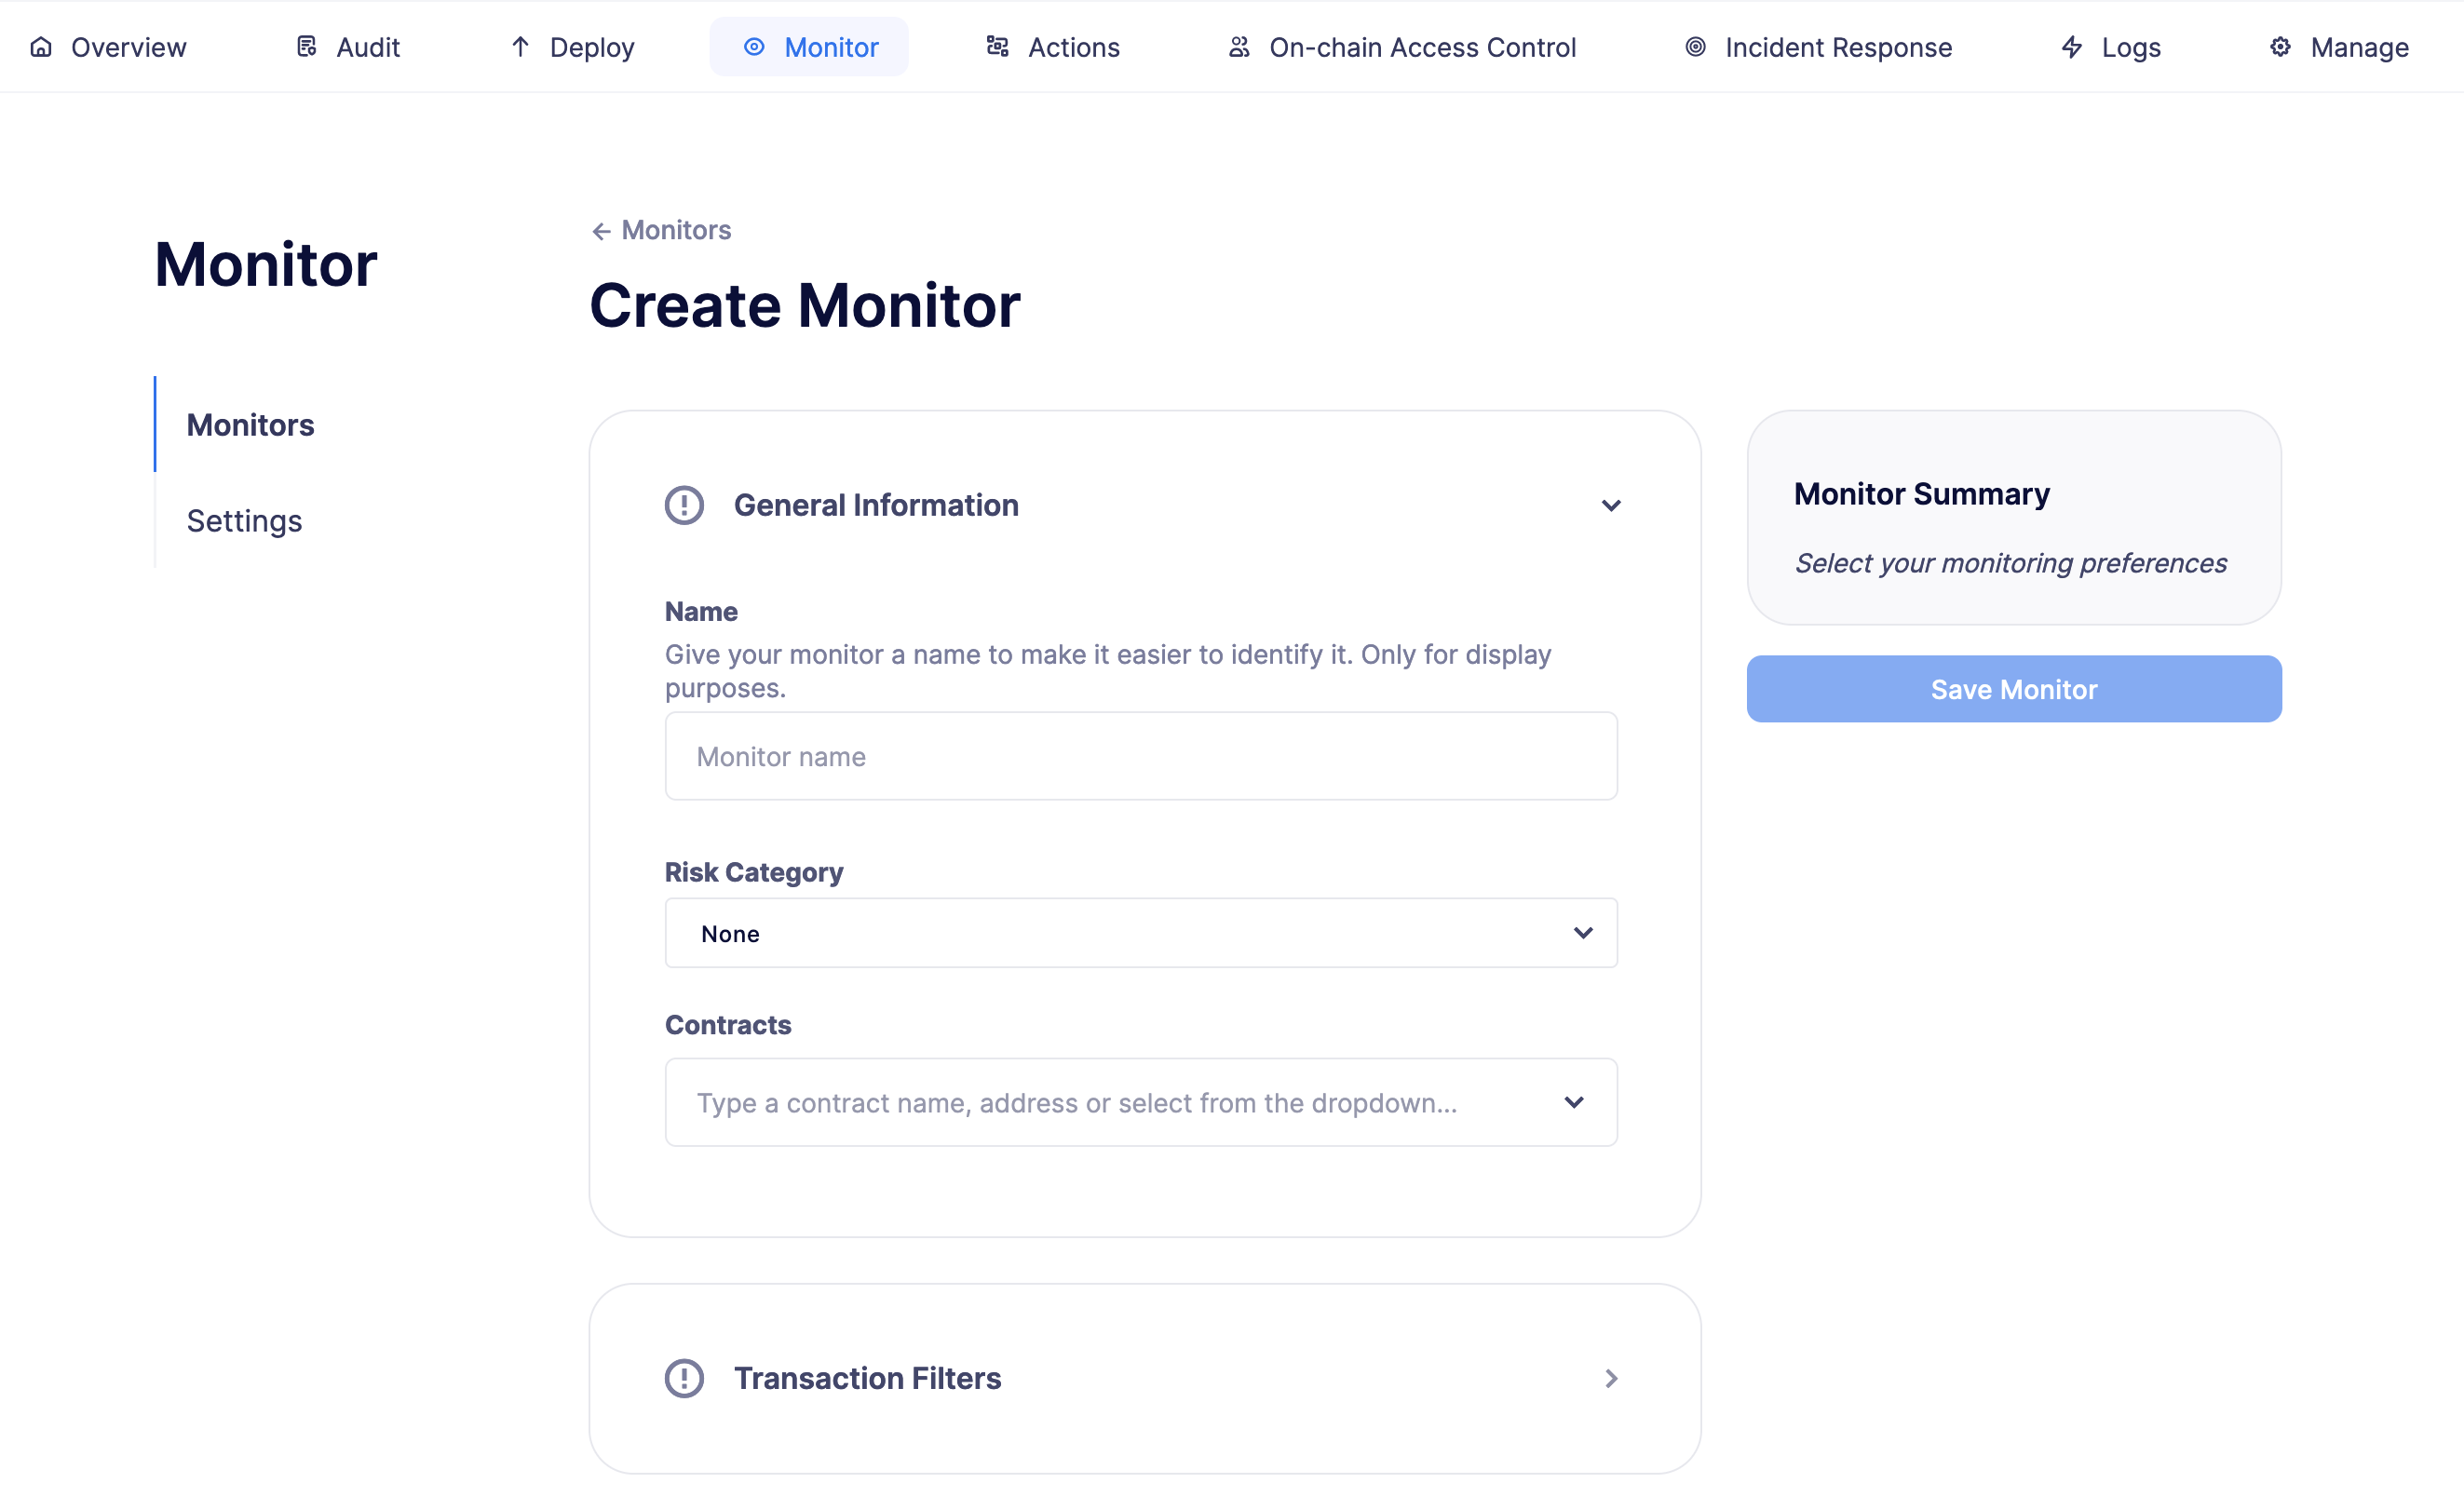 Overview
Audit
Deploy
Monitor
Actions
On-chain Access Control
Incident Response
Logs
Manage
Monitor
Monitors
Settings
← Monitors
Create Monitor
General Information
Name
Give your monitor a name to make it easier to identify it. Only for display
purposes.
Monitor name
Risk Category
None
Contracts
Type a contract name, address or select from the dropdown...
Transaction Filters
Monitor Summary
Select your monitoring preferences
Save Monitor